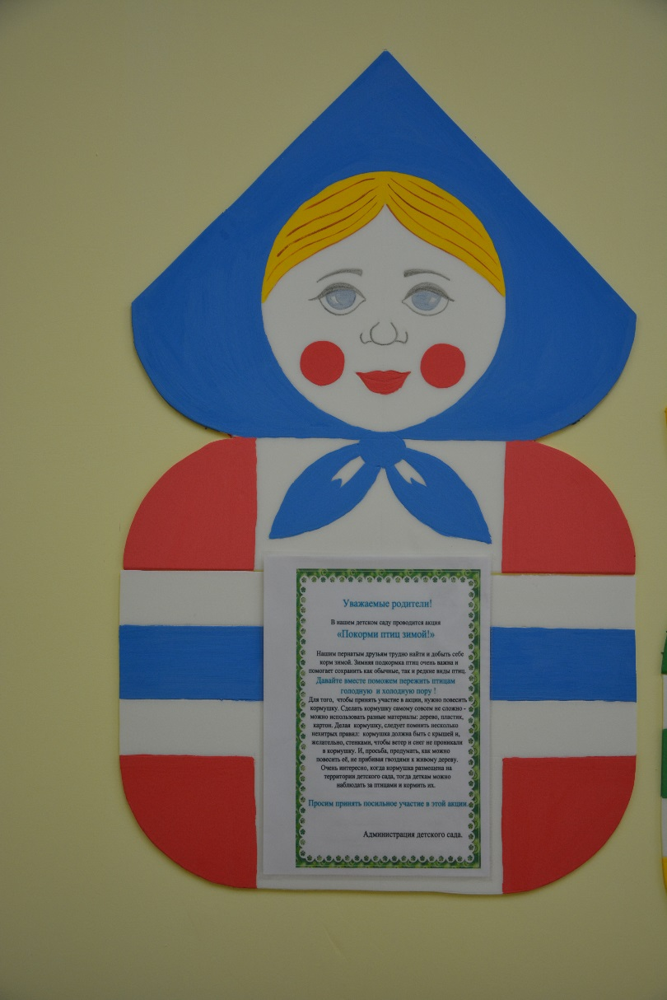 Уважаемые родители!
В нашем детском саду проводится акция
«Покорми птиц зимой!»
Нашим пернатым друзьям трудно найти и добыть себе
корм зимой. Зимняя подкормка птиц очень важна и
помогает сохранить как обычные, так и редкие виды птиц.
Давайте вместе поможем пережить птицам
голодную и холодную пору !
Для того, чтобы принять участие в акции, нужно повесить
кормушку. Сделать кормушку самому совсем не сложно -
можно использовать разные материалы: дерево, пластик,
картон. Делая кормушку, следует помнить несколько
нехитрых правил: кормушка должна быть с крышей и,
желательно, стенками, чтобы ветер и снег не проникали
в кормушку. И, просьба, продумать, как можно
повесить её, не прибивая гвоздями к живому дереву.
Очень интересно, когда кормушка размещена на
территории детского сада, тогда деткам можно
наблюдать за птицами и кормить их.
Просим принять посильное участие в этой акции.
Администрация детского сада.